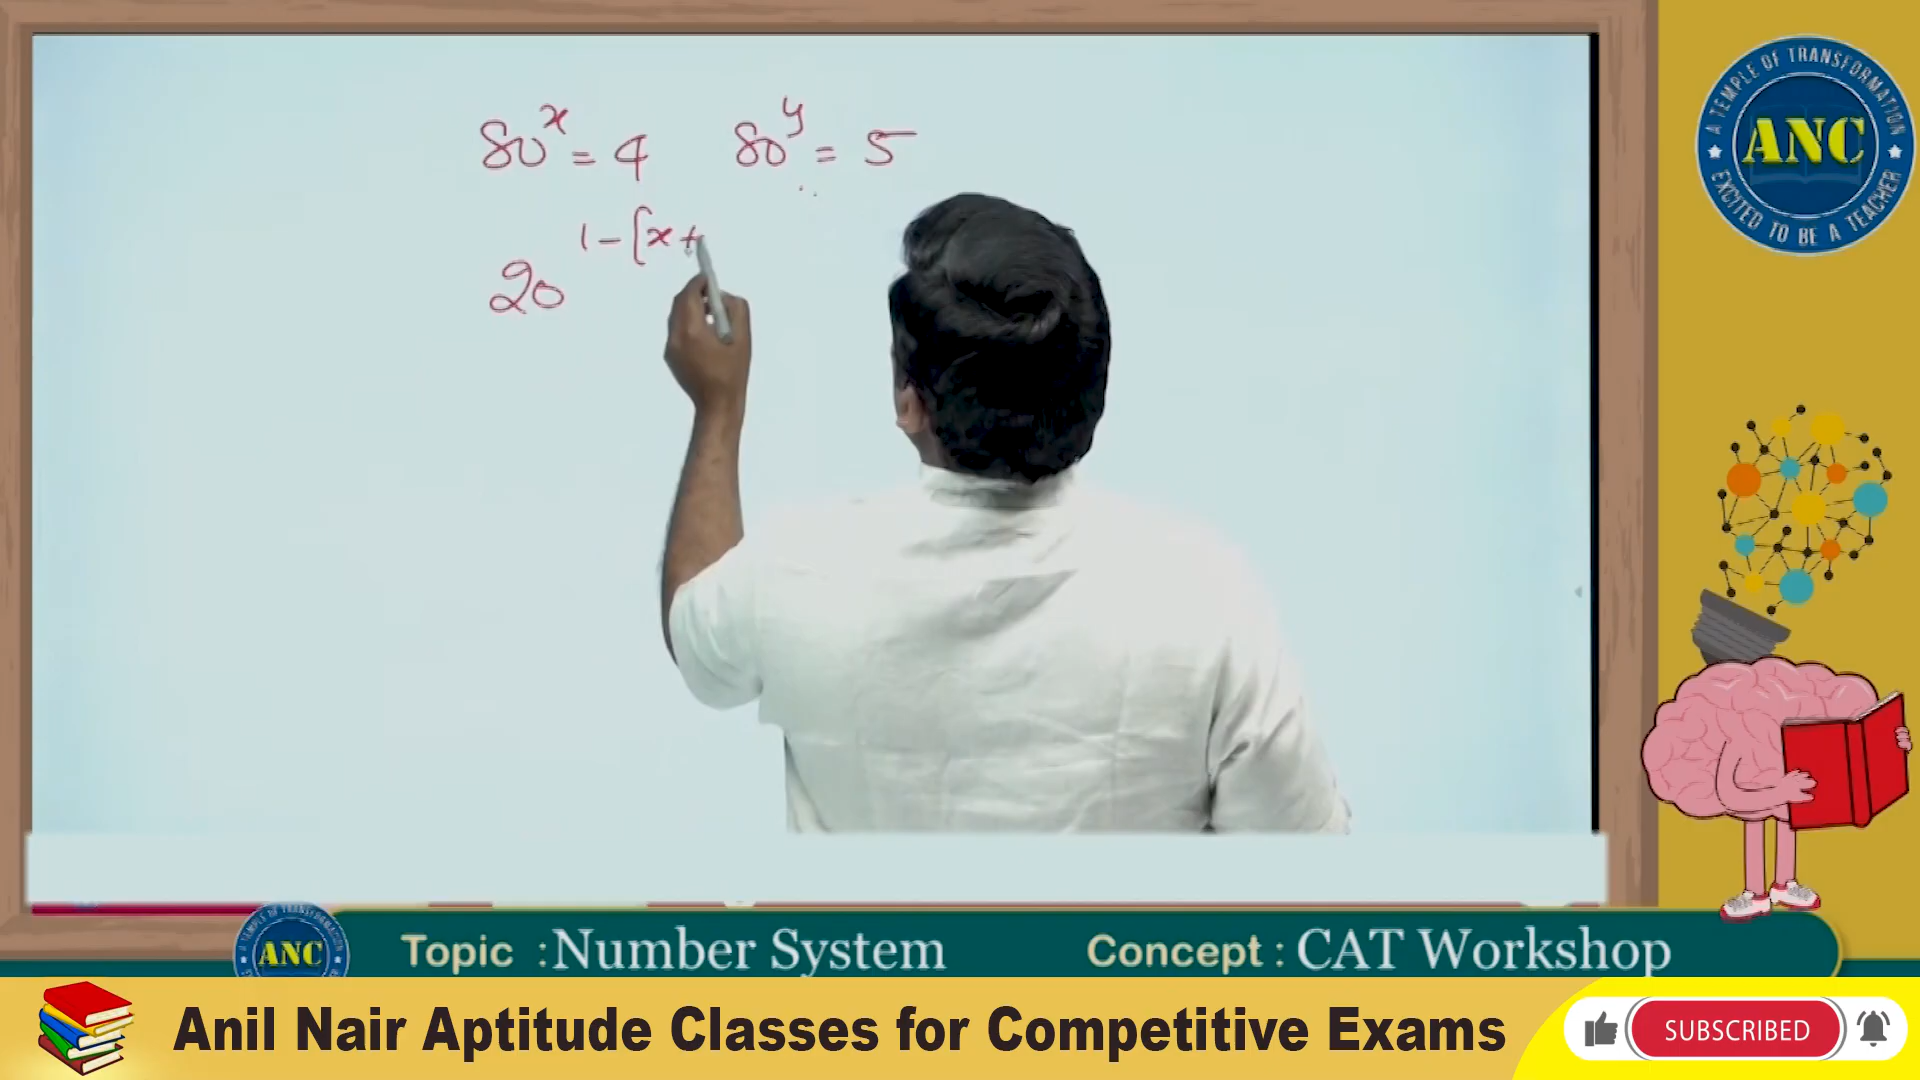 80^x = 4 80^y = 5
20^1-[x+
A TEMPLE OF TRANSFORMATION
ANC
EXCITED TO BE A TEACHER
ANC
Topic : Number System Concept : CAT Workshop
Anil Nair Aptitude Classes for Competitive Exams
SUBSCRIBED